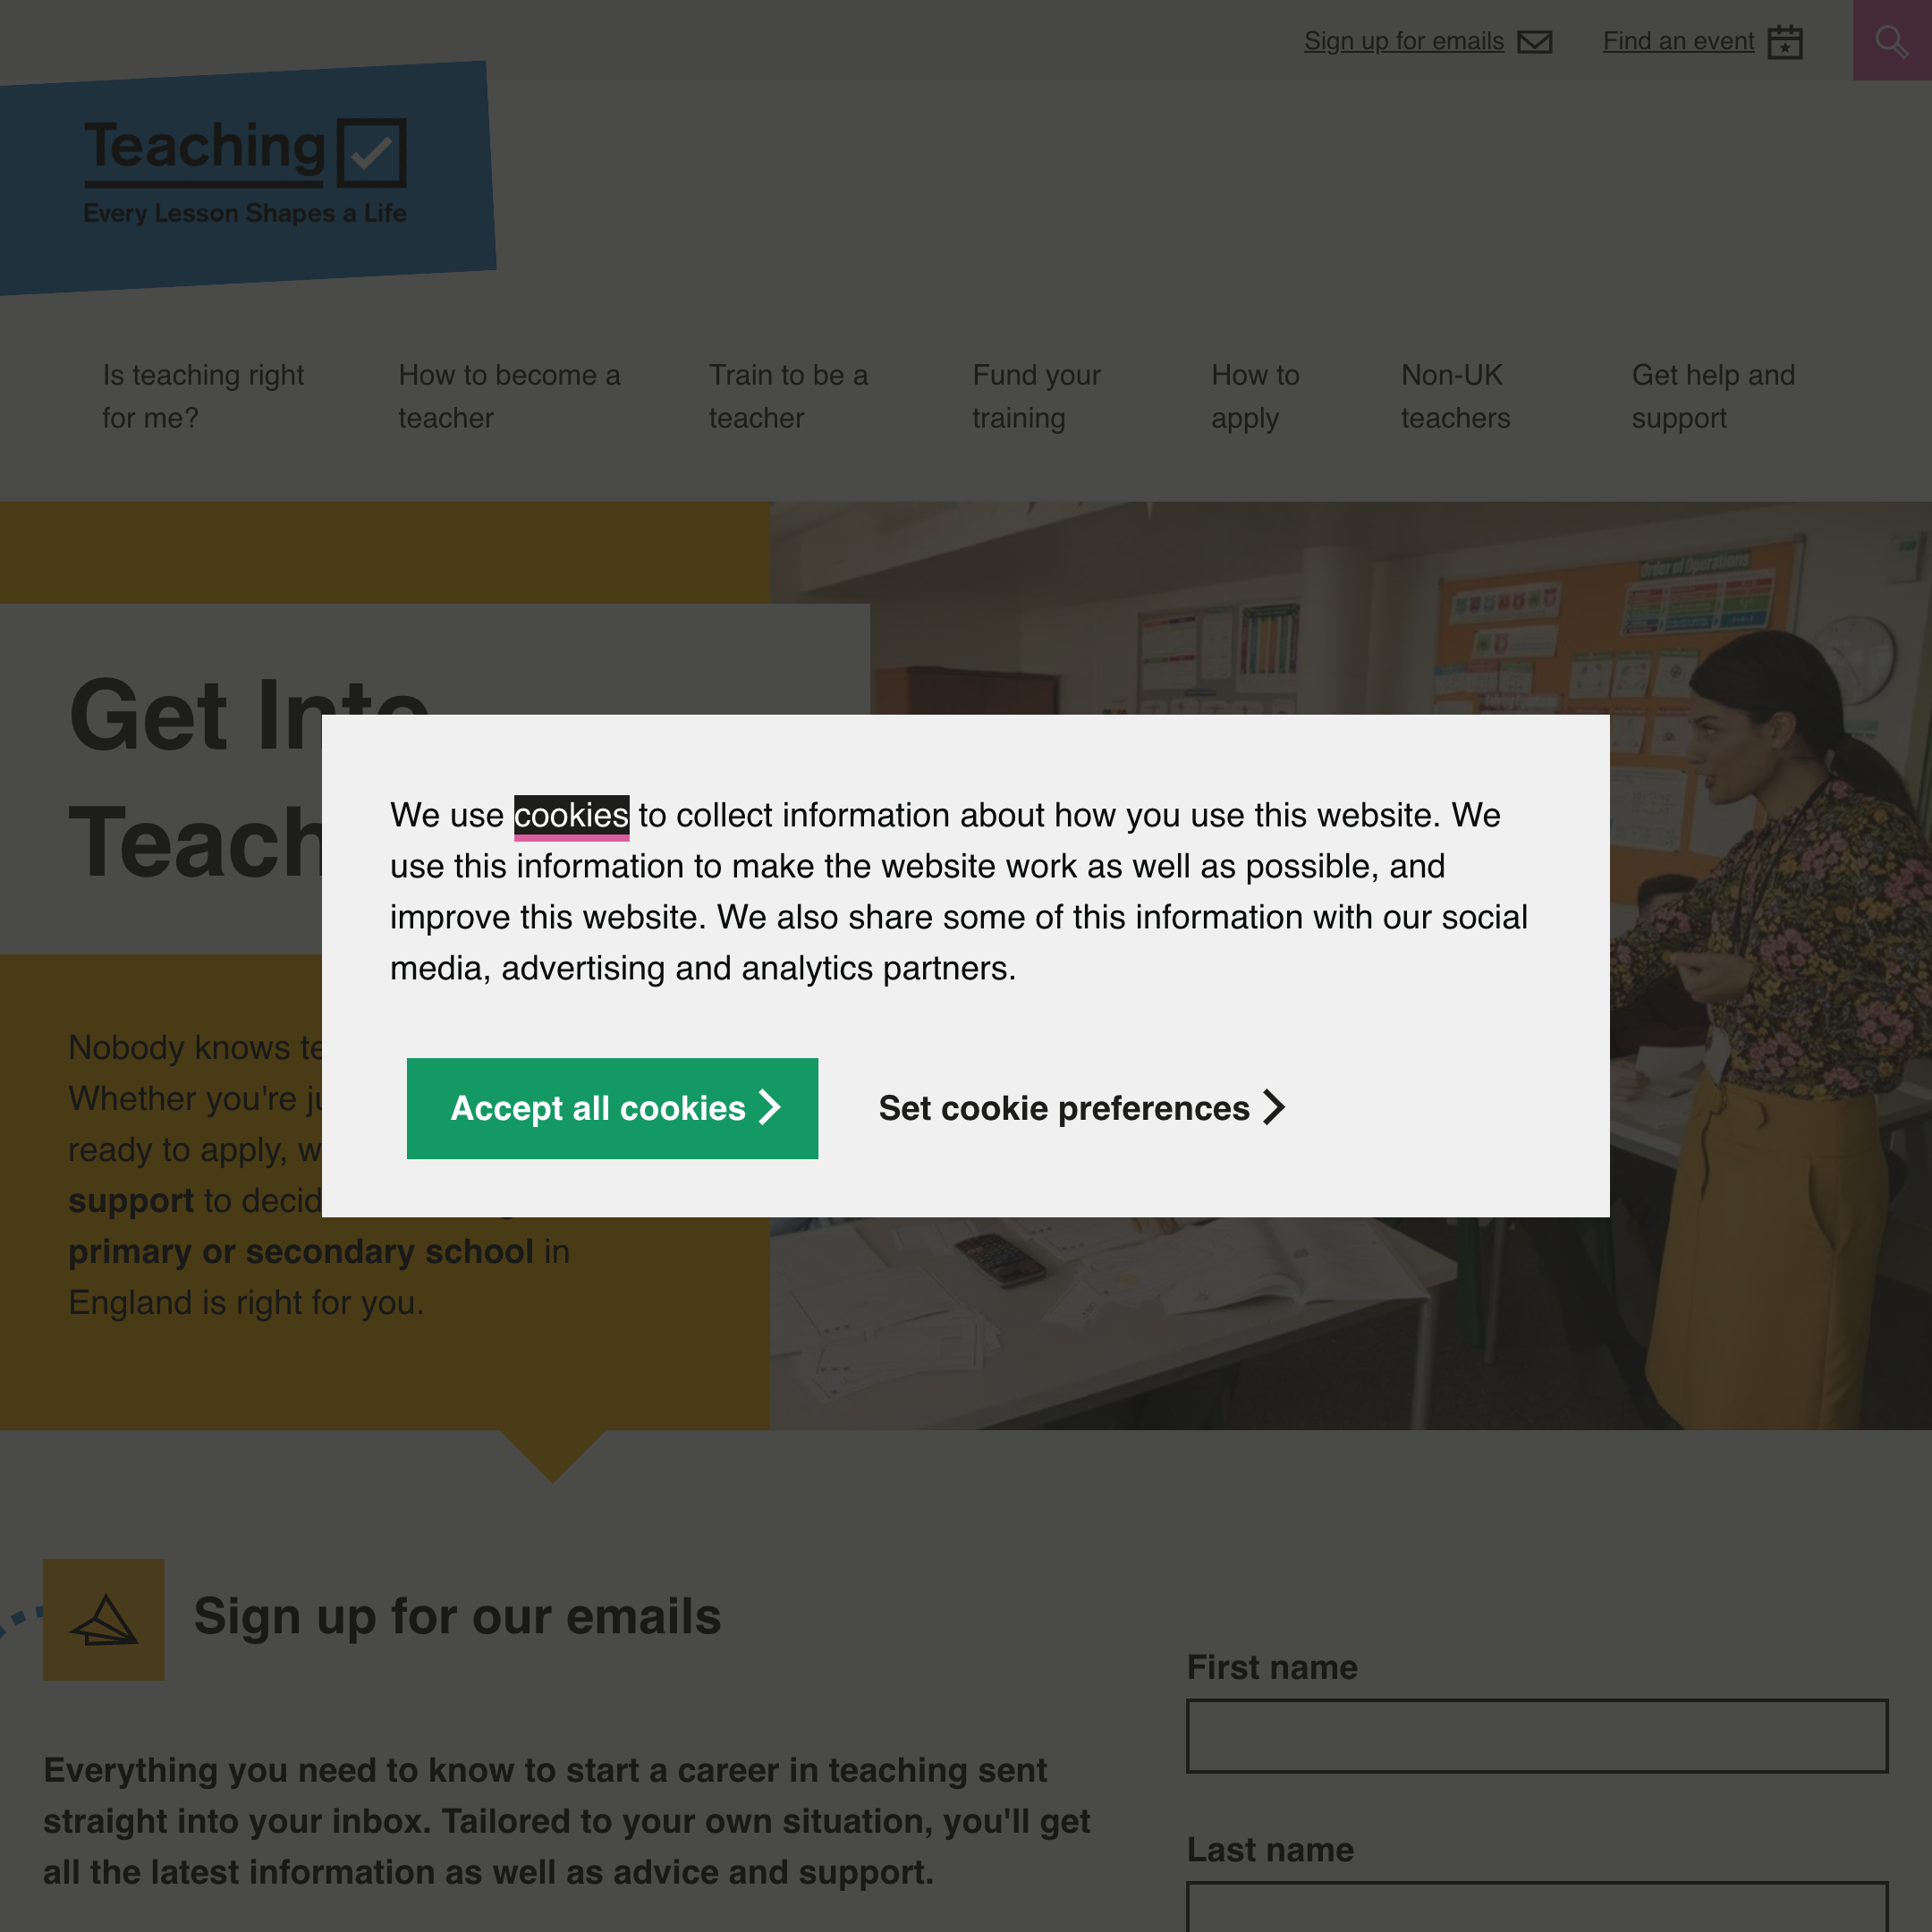 Sign up for emails
Find an event
Teaching
Every Lesson Shapes a Life
Is teaching right
for me?
How to become a
teacher
Train to be a
teacher
Fund your
training
How to
apply
Non-UK
teachers
Get help and
support
Order of Operations
Get Into
Teach
We use cookies to collect information about how you use this website. We
use this information to make the website work as well as possible, and
improve this website. We also share some of this information with our social
media, advertising and analytics partners.
Accept all cookies
Set cookie preferences
Nobody knows
Whether you're
ready to apply,
support to
primary or secondary school in
England is right for you.
Sign up for our emails
Everything you need to know to start a career in teaching sent
straight into your inbox. Tailored to your own situation, you'll get
all the latest information as well as advice and support.
First name
Last name